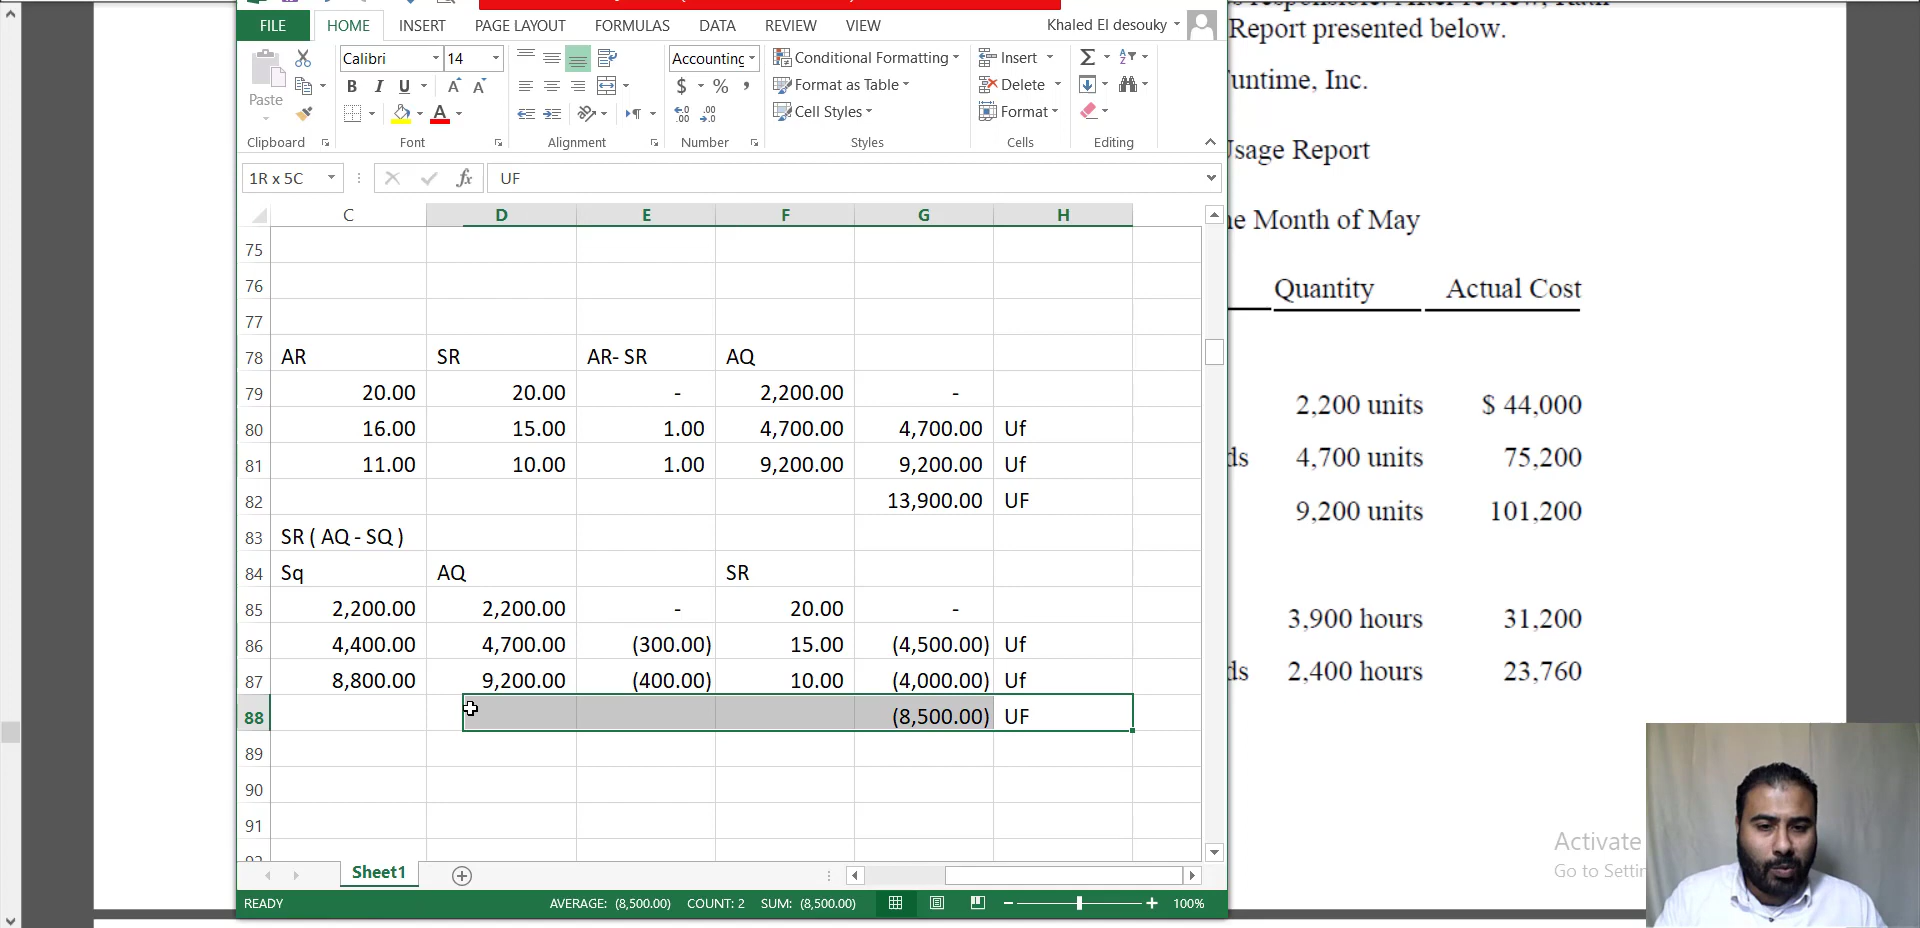 Report presented below.
untime, Inc.
Usage Report
e Month of May
Quantity Actual Cost
2,200 units $ 44,000
ds 4,700 units 75,200
9,200 units 101,200
3,900 hours 31,200
ds 2,400 hours 23,760
Activate
Go to Settin
FILE HOME INSERT PAGE LAYOUT FORMULAS DATA REVIEW VIEW Khaled El desouky
Paste
Calibri 14
B I U A A
A
Accounting
$ % ,
Conditional Formatting
Format as Table
Cell Styles
Insert
Delete
Format
Clipboard Font Alignment Number Styles Cells Editing
1R x 5C fx UF
C D E F G H
75
76
77
78 AR SR AR- SR AQ
79 20.00 20.00 - 2,200.00 -
80 16.00 15.00 1.00 4,700.00 4,700.00 Uf
81 11.00 10.00 1.00 9,200.00 9,200.00 Uf
82 13,900.00 UF
83 SR ( AQ - SQ )
84 Sq AQ SR
85 2,200.00 2,200.00 - 20.00 -
86 4,400.00 4,700.00 (300.00) 15.00 (4,500.00) Uf
87 8,800.00 9,200.00 (400.00) 10.00 (4,000.00) Uf
88 (8,500.00) UF
89
90
91
Sheet1
READY AVERAGE: (8,500.00) COUNT: 2 SUM: (8,500.00) 100%